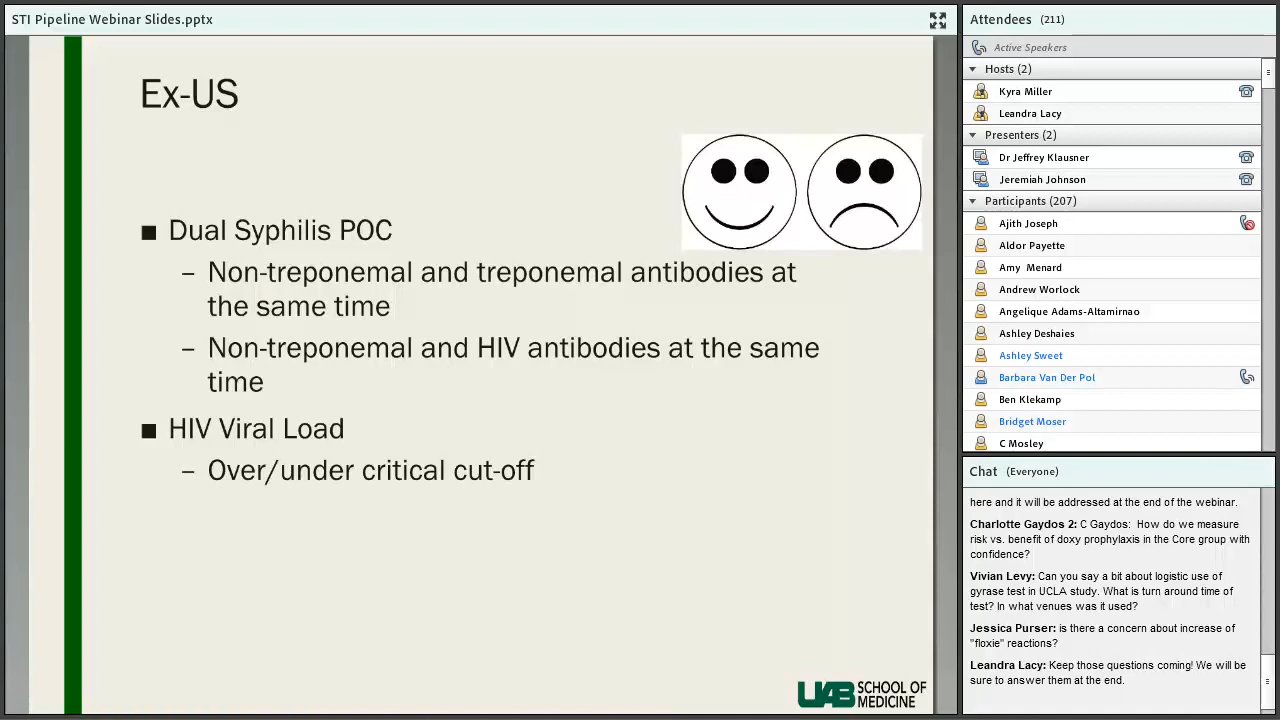 STI Pipeline Webinar Slides.pptx
Ex-US
■ Dual Syphilis POC
– Non-treponemal and treponemal antibodies at
the same time
– Non-treponemal and HIV antibodies at the same
time
■ HIV Viral Load
– Over/under critical cut-off
UAB SCHOOL OF
MEDICINE
Attendees (211)
Active Speakers
Hosts (2)
Kyra Miller
Leandra Lacy
Presenters (2)
Dr Jeffrey Klausner
Jeremiah Johnson
Participants (207)
Ajith Joseph
Aldor Payette
Amy Menard
Andrew Worlock
Angelique Adams-Altamirnao
Ashley Deshaies
Ashley Sweet
Barbara Van Der Pol
Ben Klekamp
Bridget Moser
C Mosley
Chat (Everyone)
here and it will be addressed at the end of the webinar.
Charlotte Gaydos 2: C Gaydos: How do we measure
risk vs. benefit of doxy prophylaxis in the Core group with
confidence?
Vivian Levy: Can you say a bit about logistic use of
gyrase test in UCLA study. What is turn around time of
test? In what venues was it used?
Jessica Purser: is there a concern about increase of
"floxie" reactions?
Leandra Lacy: Keep those questions coming! We will be
sure to answer them at the end.